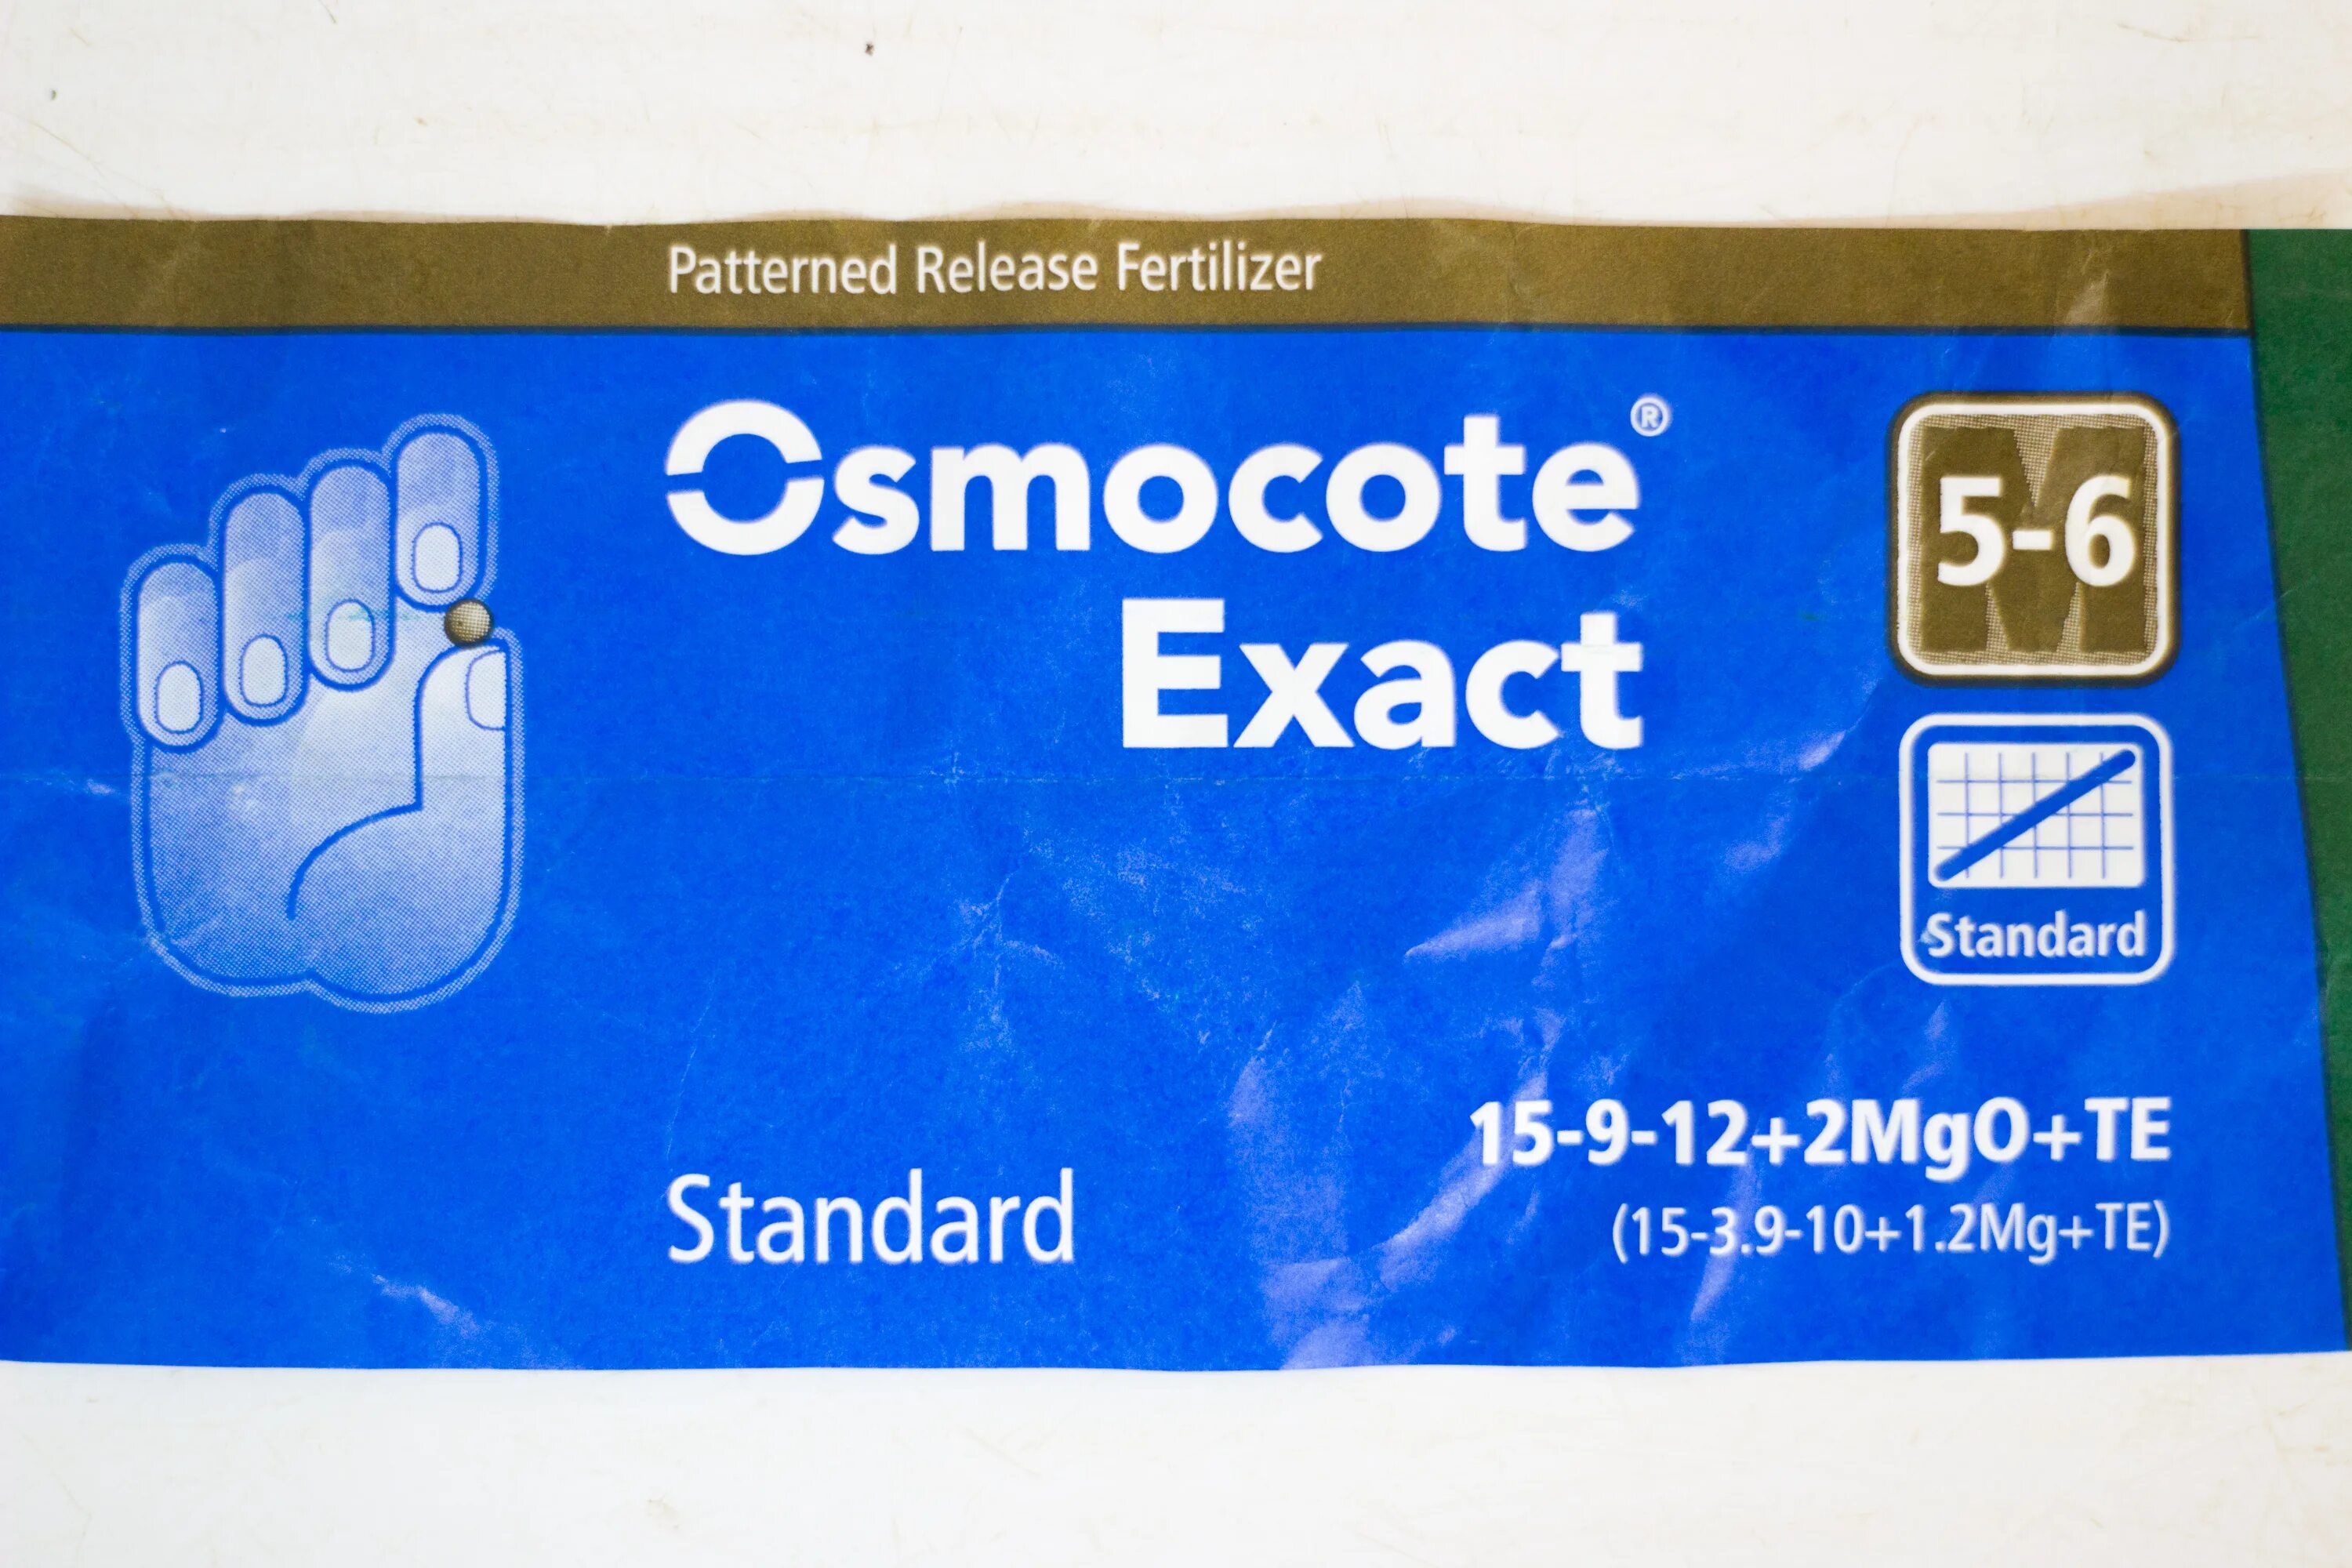 Patterned Release Fertilizer
Osmocote®
Exact
M
5-6
Standard
15-9-12+2MgO+TE
(15-3.9-10+1.2Mg+TE)
Standard